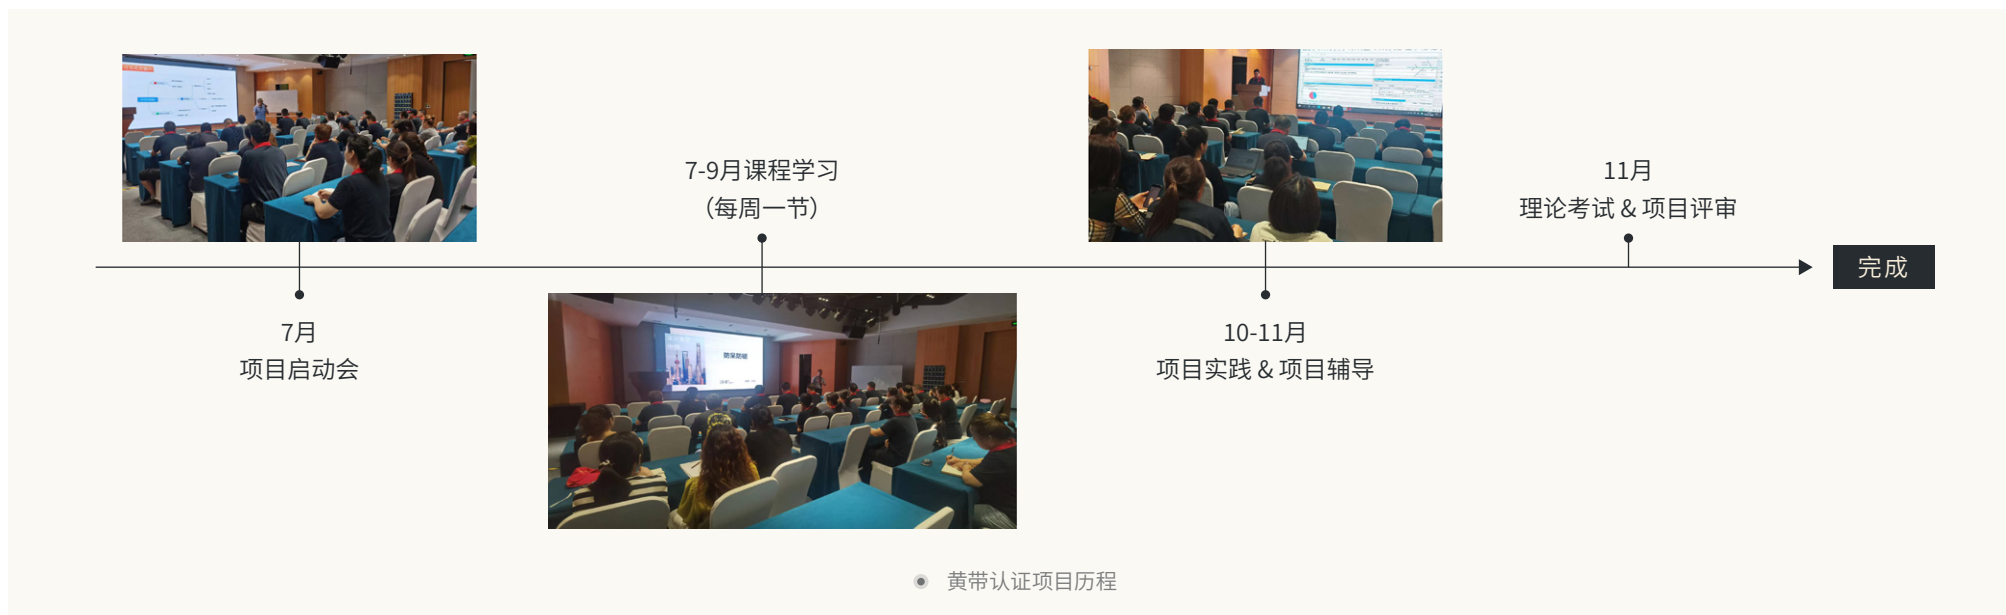 7月
项目启动会
7-9月课程学习
（每周一节）
10-11月
项目实践 & 项目辅导
11月
理论考试 & 项目评审
完成
黄带认证项目历程